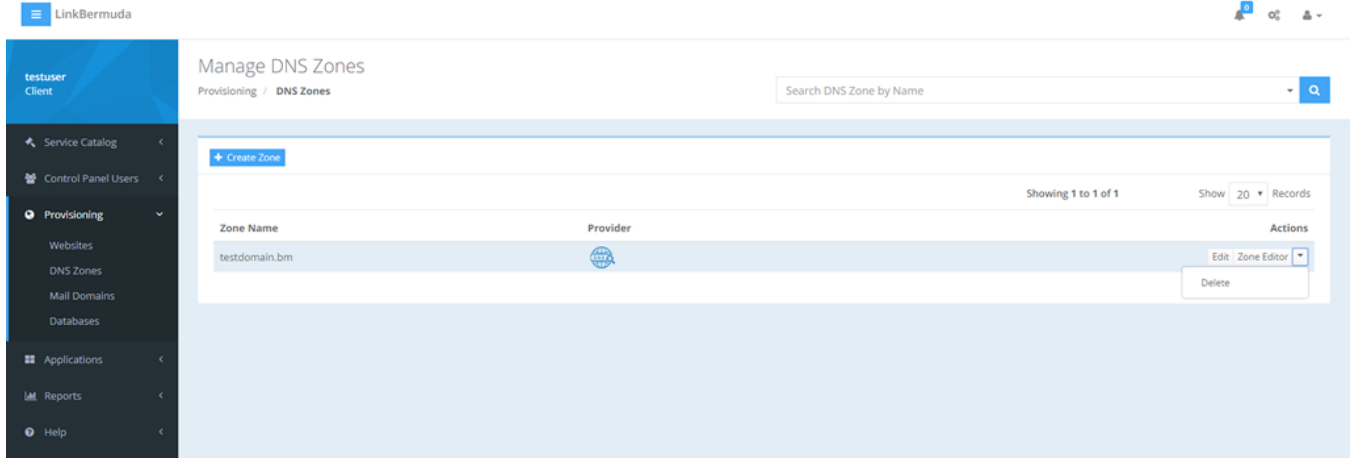 LinkBermuda
0
testuser
Client
Manage DNS Zones
Provisioning / DNS Zones
Search DNS Zone by Name
Service Catalog
Control Panel Users
Provisioning
Websites
DNS Zones
Mail Domains
Databases
Applications
Reports
Help
+ Create Zone
Showing 1 to 1 of 1 Show 20 Records
Zone Name Provider Actions
testdomain.bm Edit Zone Editor
Delete